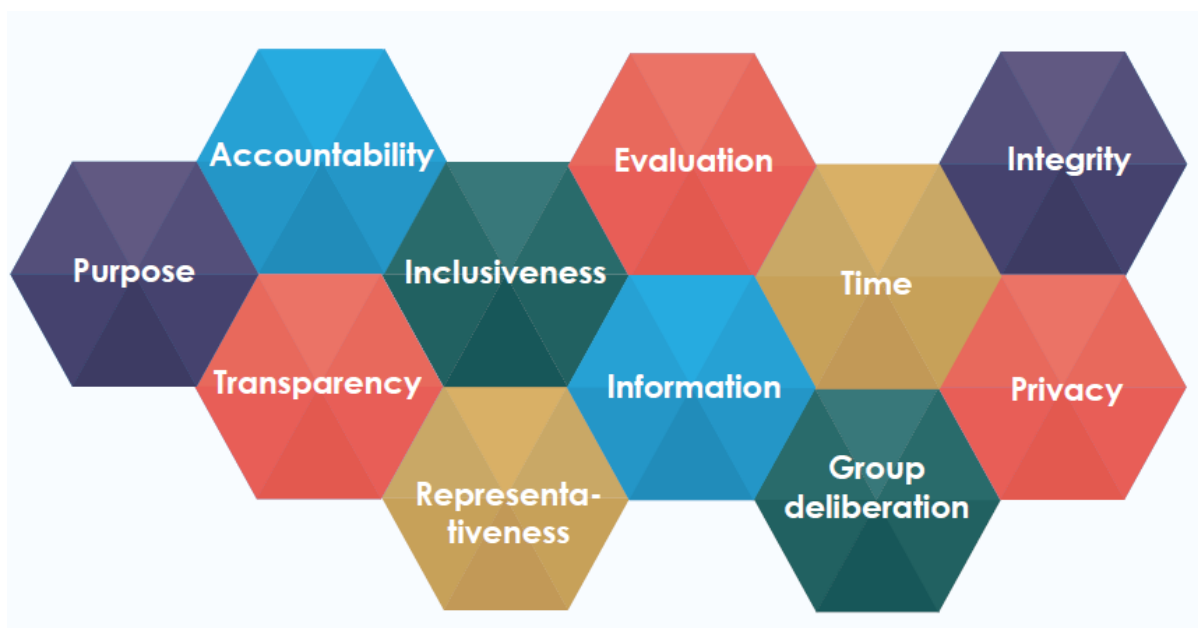 Accountability
Evaluation
Integrity
Purpose
Inclusiveness
Time
Transparency
Information
Privacy
Representa-
tiveness
Group
deliberation